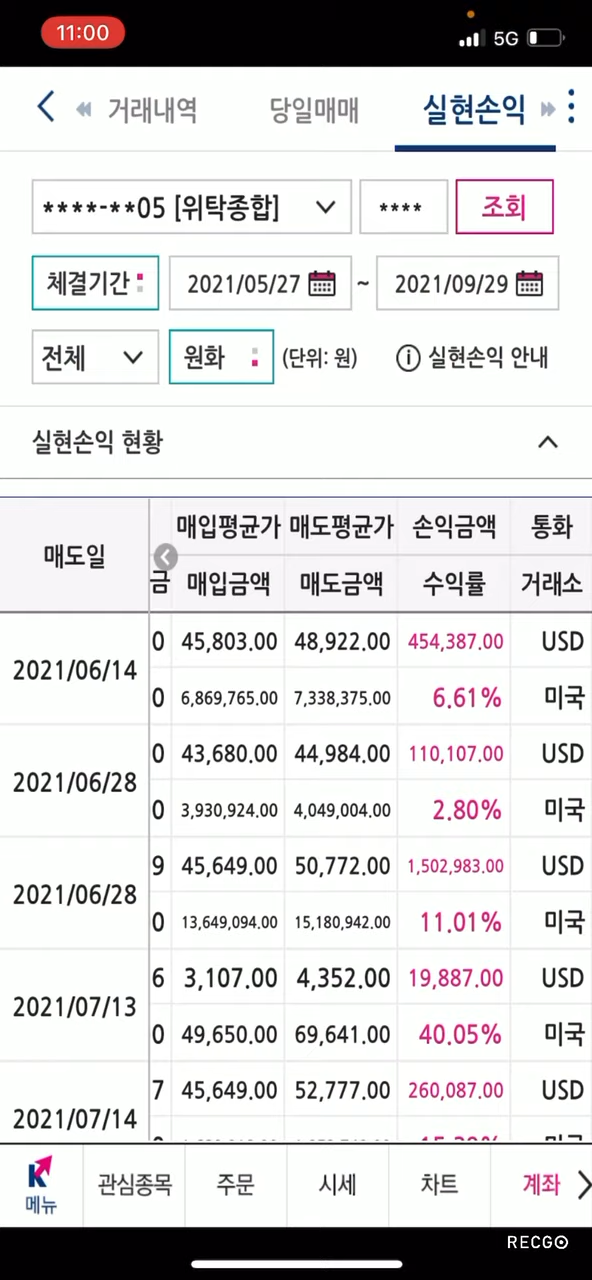 11:00
5G
거래내역 당일매매 실현손익
****-**05 [위탁종합] **** 조회
체결기간 2021/05/27 ~ 2021/09/29
전체 원화 (단위: 원) 실현손익 안내
실현손익 현황
매도일 매입평균가 매도평균가 손익금액 통화
금 매입금액 매도금액 수익률 거래소
2021/06/14 0 45,803.00 48,922.00 454,387.00 USD
0 6,869,765.00 7,338,375.00 6.61% 미국
2021/06/28 0 43,680.00 44,984.00 110,107.00 USD
0 3,930,924.00 4,049,004.00 2.80% 미국
2021/06/28 9 45,649.00 50,772.00 1,502,983.00 USD
0 13,649,094.00 15,180,942.00 11.01% 미국
2021/07/13 6 3,107.00 4,352.00 19,887.00 USD
0 49,650.00 69,641.00 40.05% 미국
2021/07/14 7 45,649.00 52,777.00 260,087.00 USD
메뉴 관심종목 주문 시세 차트 계좌
RECGO